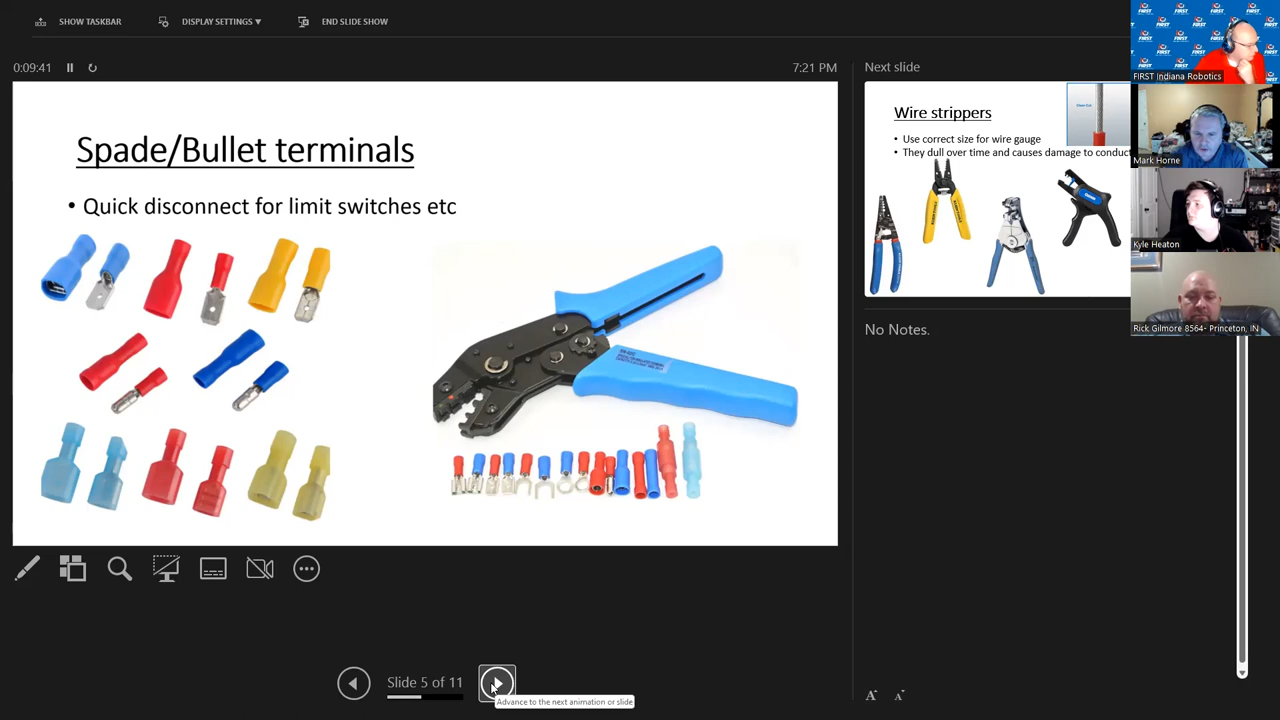 SHOW TASKBAR
DISPLAY SETTINGS ▼
END SLIDE SHOW
0:09:41
7:21 PM
Spade/Bullet terminals
• Quick disconnect for limit switches etc
Next slide
Wire strippers
• Use correct size for wire gauge
• They dull over time and causes damage to conduct
No Notes.
FIRST Indiana Robotics
Mark Horne
Kyle Heaton
Rick Gilmore 8564- Princeton, IN
Slide 5 of 11
Advance to the next animation or slide
A
A